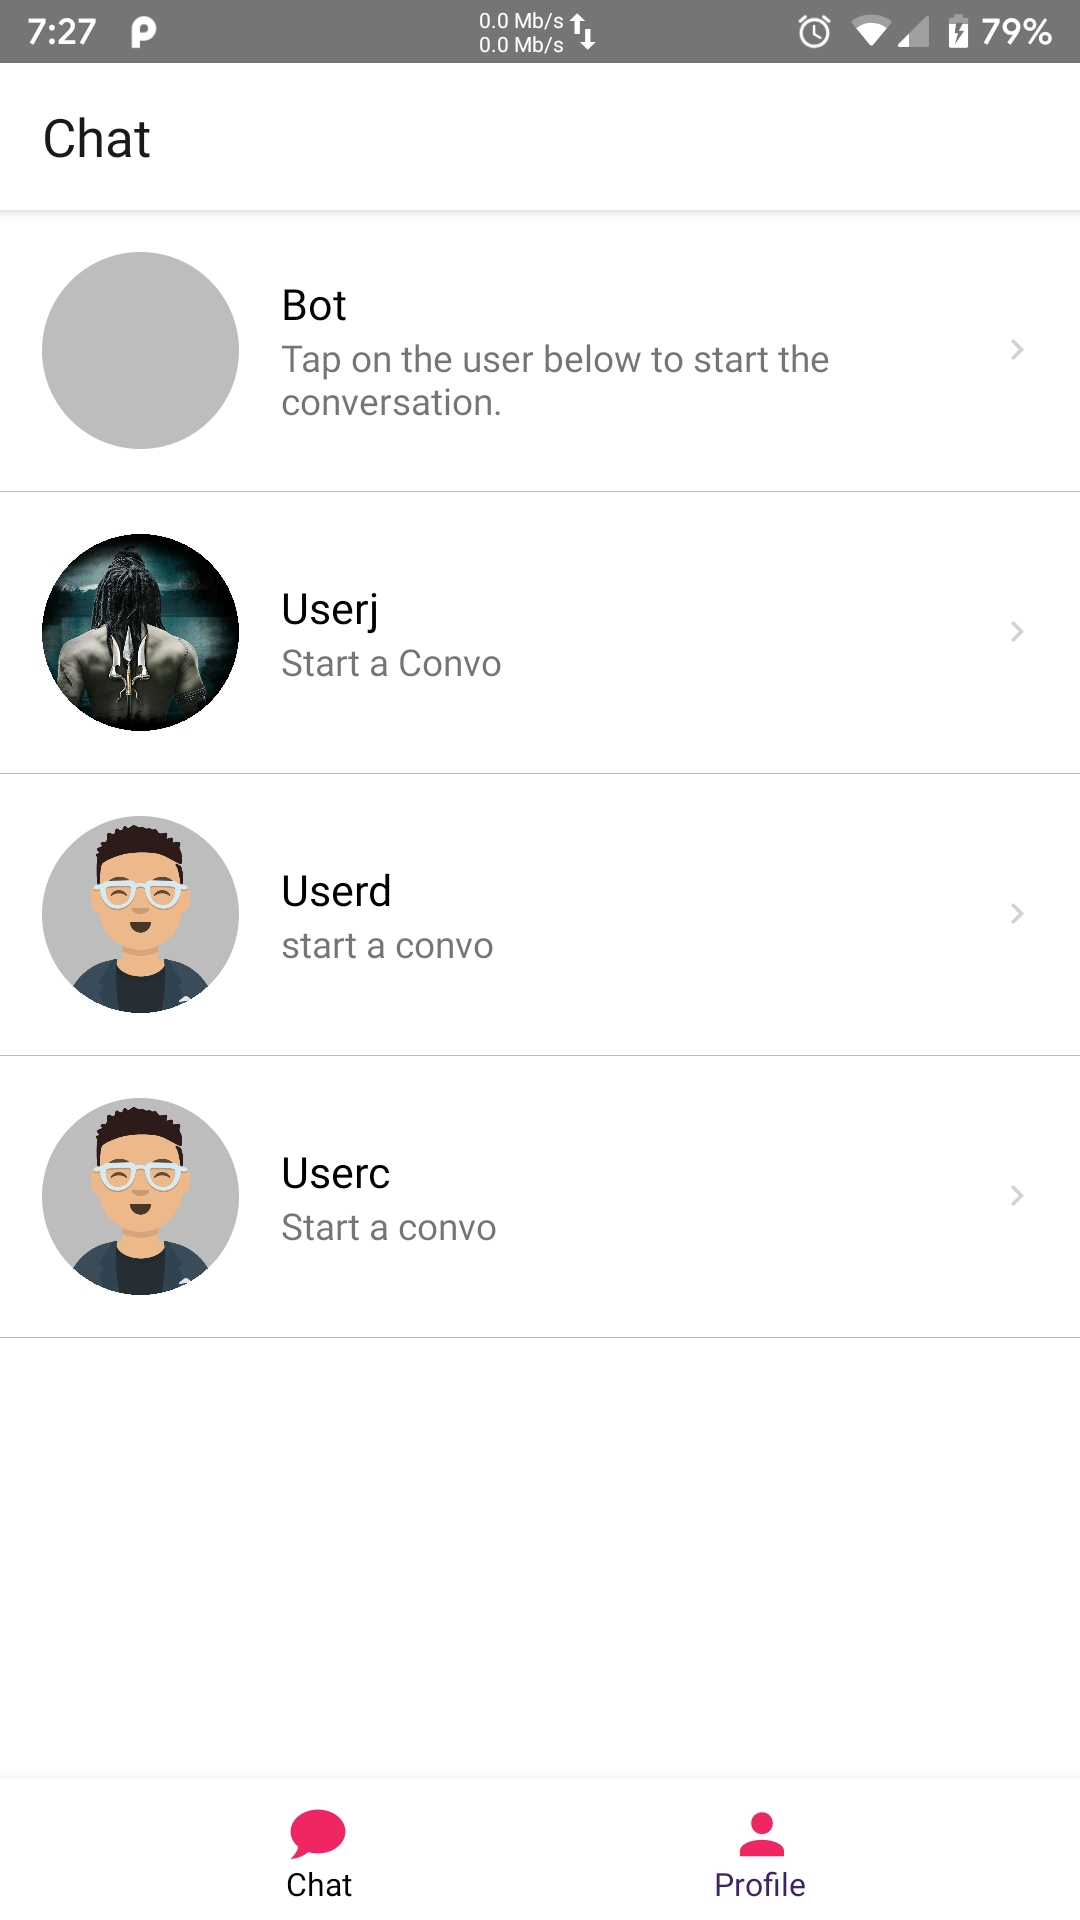 7:27
0.0 Mb/s
0.0 Mb/s
79%
Chat
Bot
Tap on the user below to start the
conversation.
Userj
Start a Convo
Userd
start a convo
Userc
Start a convo
Chat
Profile